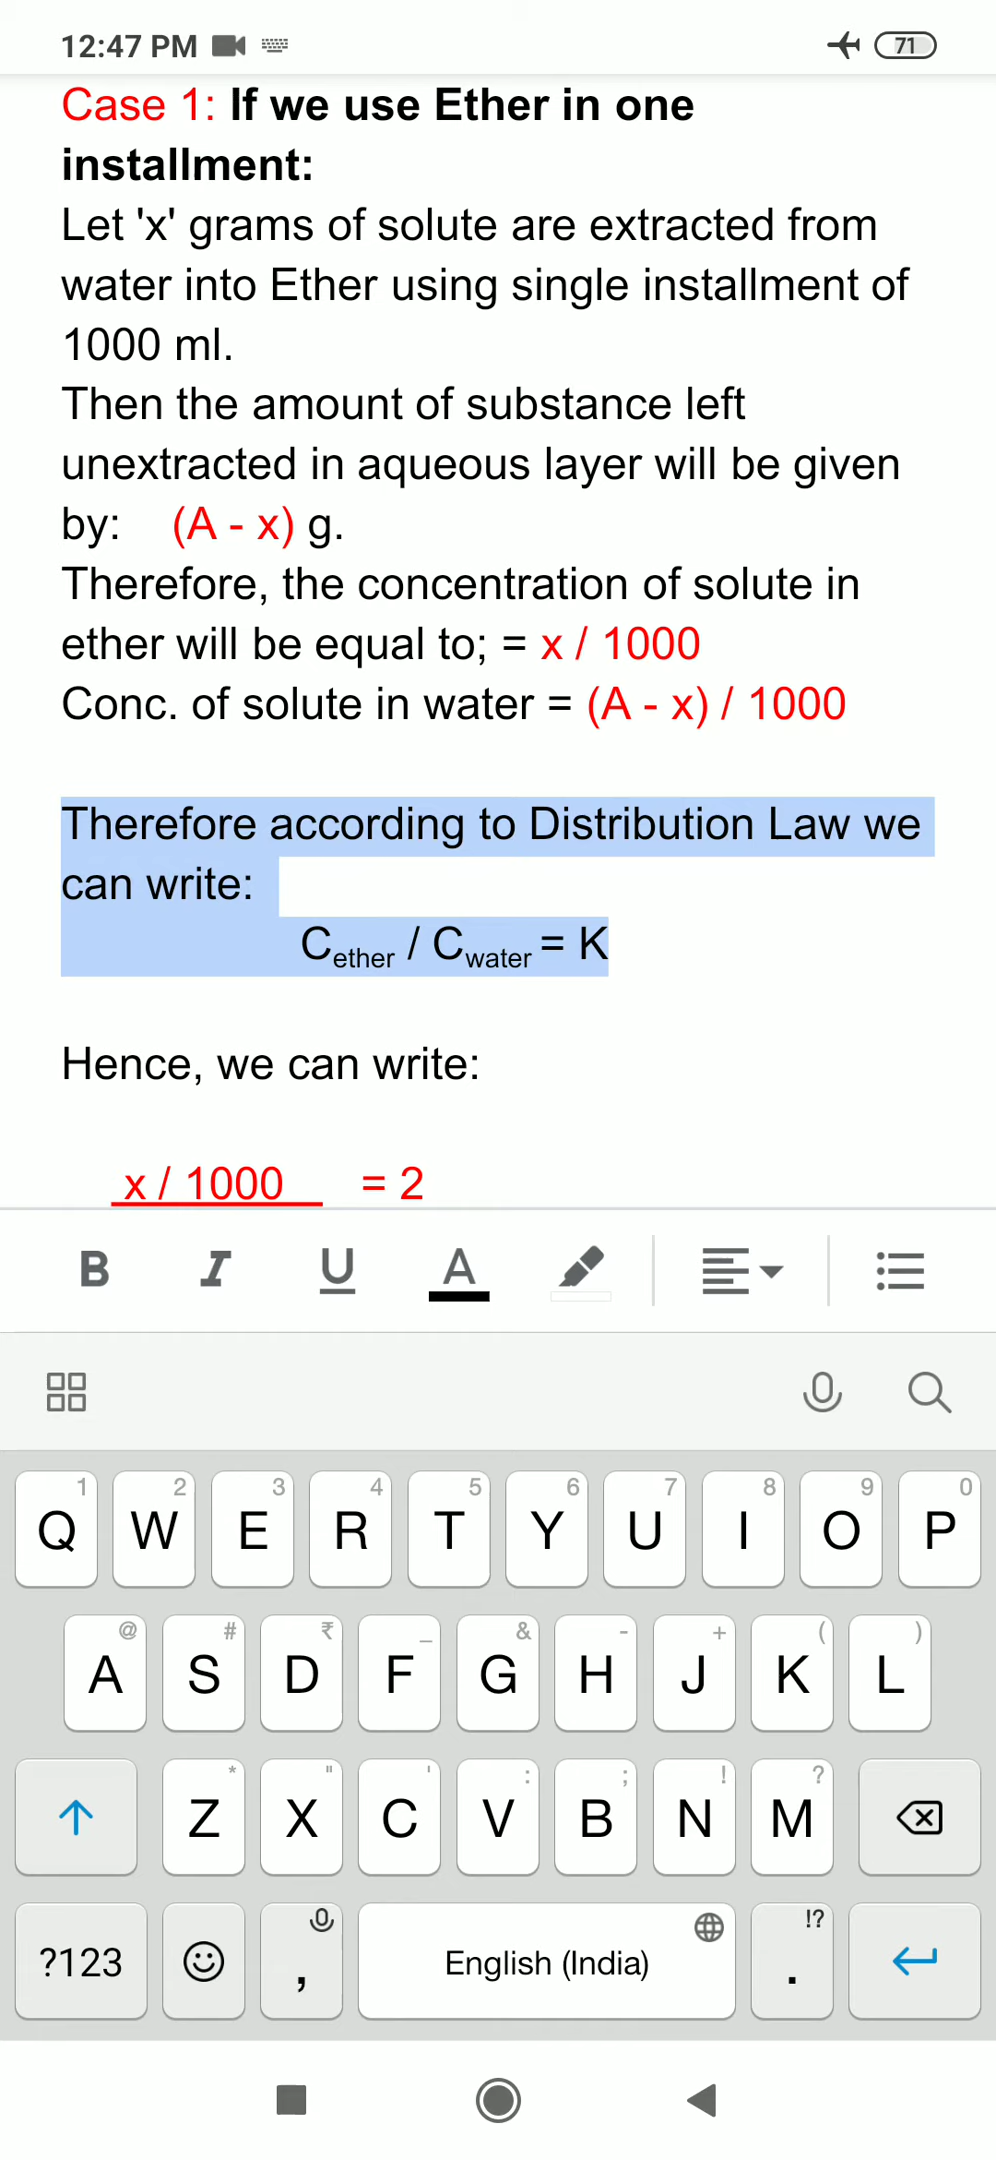 12:47 PM
71
Case 1: If we use Ether in one
installment:
Let 'x' grams of solute are extracted from
water into Ether using single installment of
1000 ml.
Then the amount of substance left
unextracted in aqueous layer will be given
by: (A - x) g.
Therefore, the concentration of solute in
ether will be equal to; = x / 1000
Conc. of solute in water = (A - x) / 1000
Therefore according to Distribution Law we
can write:
Cether / Cwater = K
Hence, we can write:
x / 1000 = 2
B I U A
1 2 3 4 5 6 7 8 9 0
Q W E R T Y U I O P
@ # ₹ _ & - + ( )
A S D F G H J K L
* " ' : ; ! ?
Z X C V B N M
!?
?123 , English (India) .